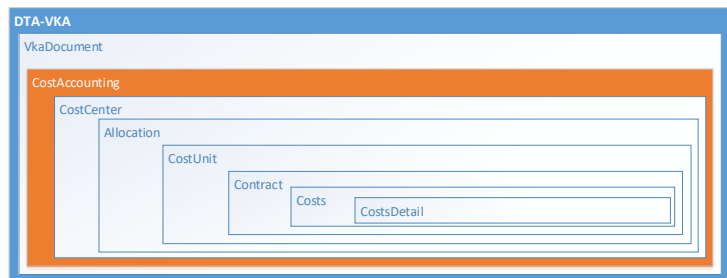 DTA-VKA
VkaDocument
CostAccounting
CostCenter
Allocation
CostUnit
Contract
Costs
CostsDetail